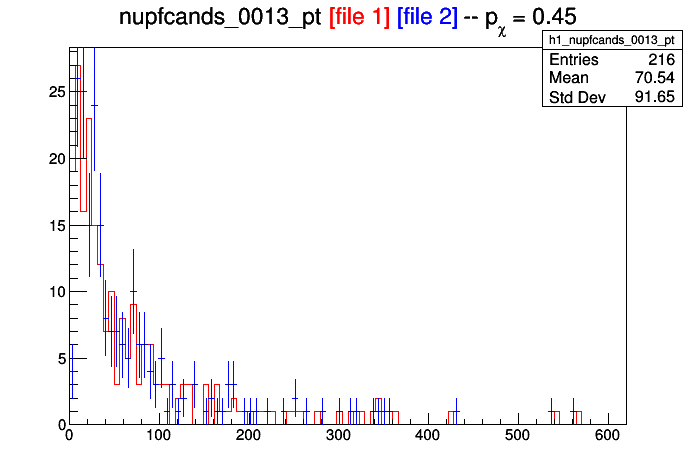 nupfcands_0013_pt [file 1] [file 2] -- pχ = 0.45
h1_nupfcands_0013_pt
Entries 216
Mean 70.54
Std Dev 91.65
25
20
15
10
5
0
0 100 200 300 400 500 600